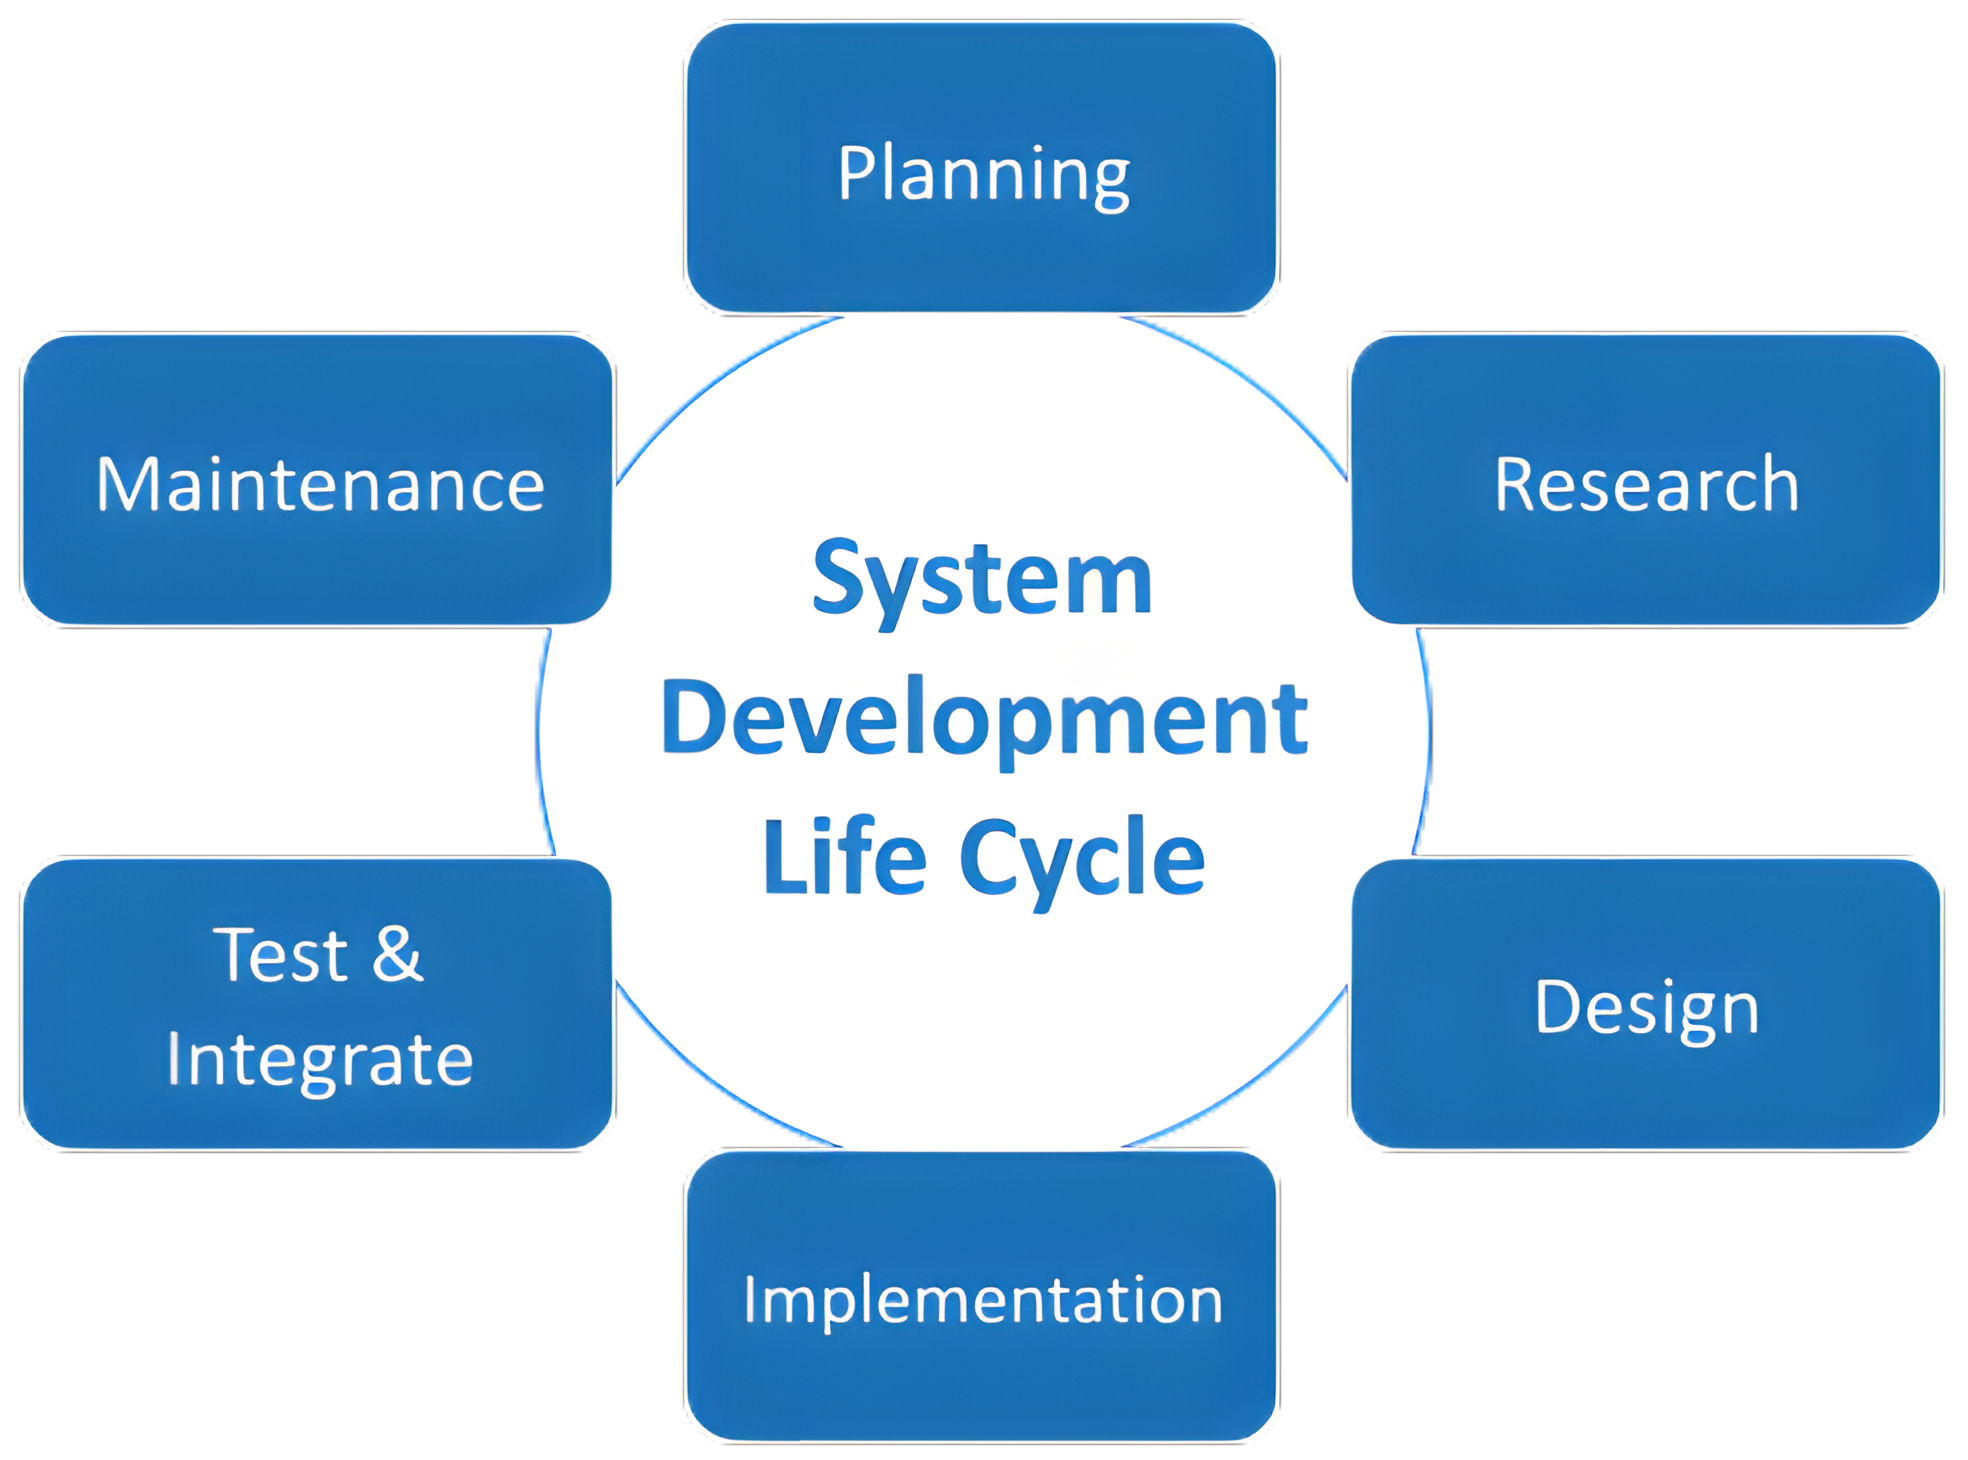 Planning
Maintenance
Research
System
Development
Life Cycle
Test &
Integrate
Design
Implementation